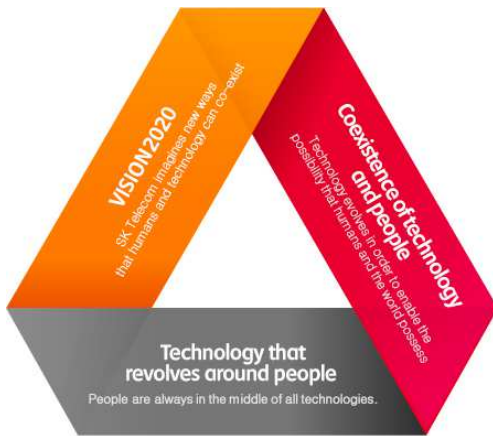 VISION2020
SK Telecom imagines new ways
that humans and technology can co-exist
Coexistence of technology
and people
Technology evolves in order to enable the
possibility that humans and the world possess
Technology that
revolves around people
People are always in the middle of all technologies.